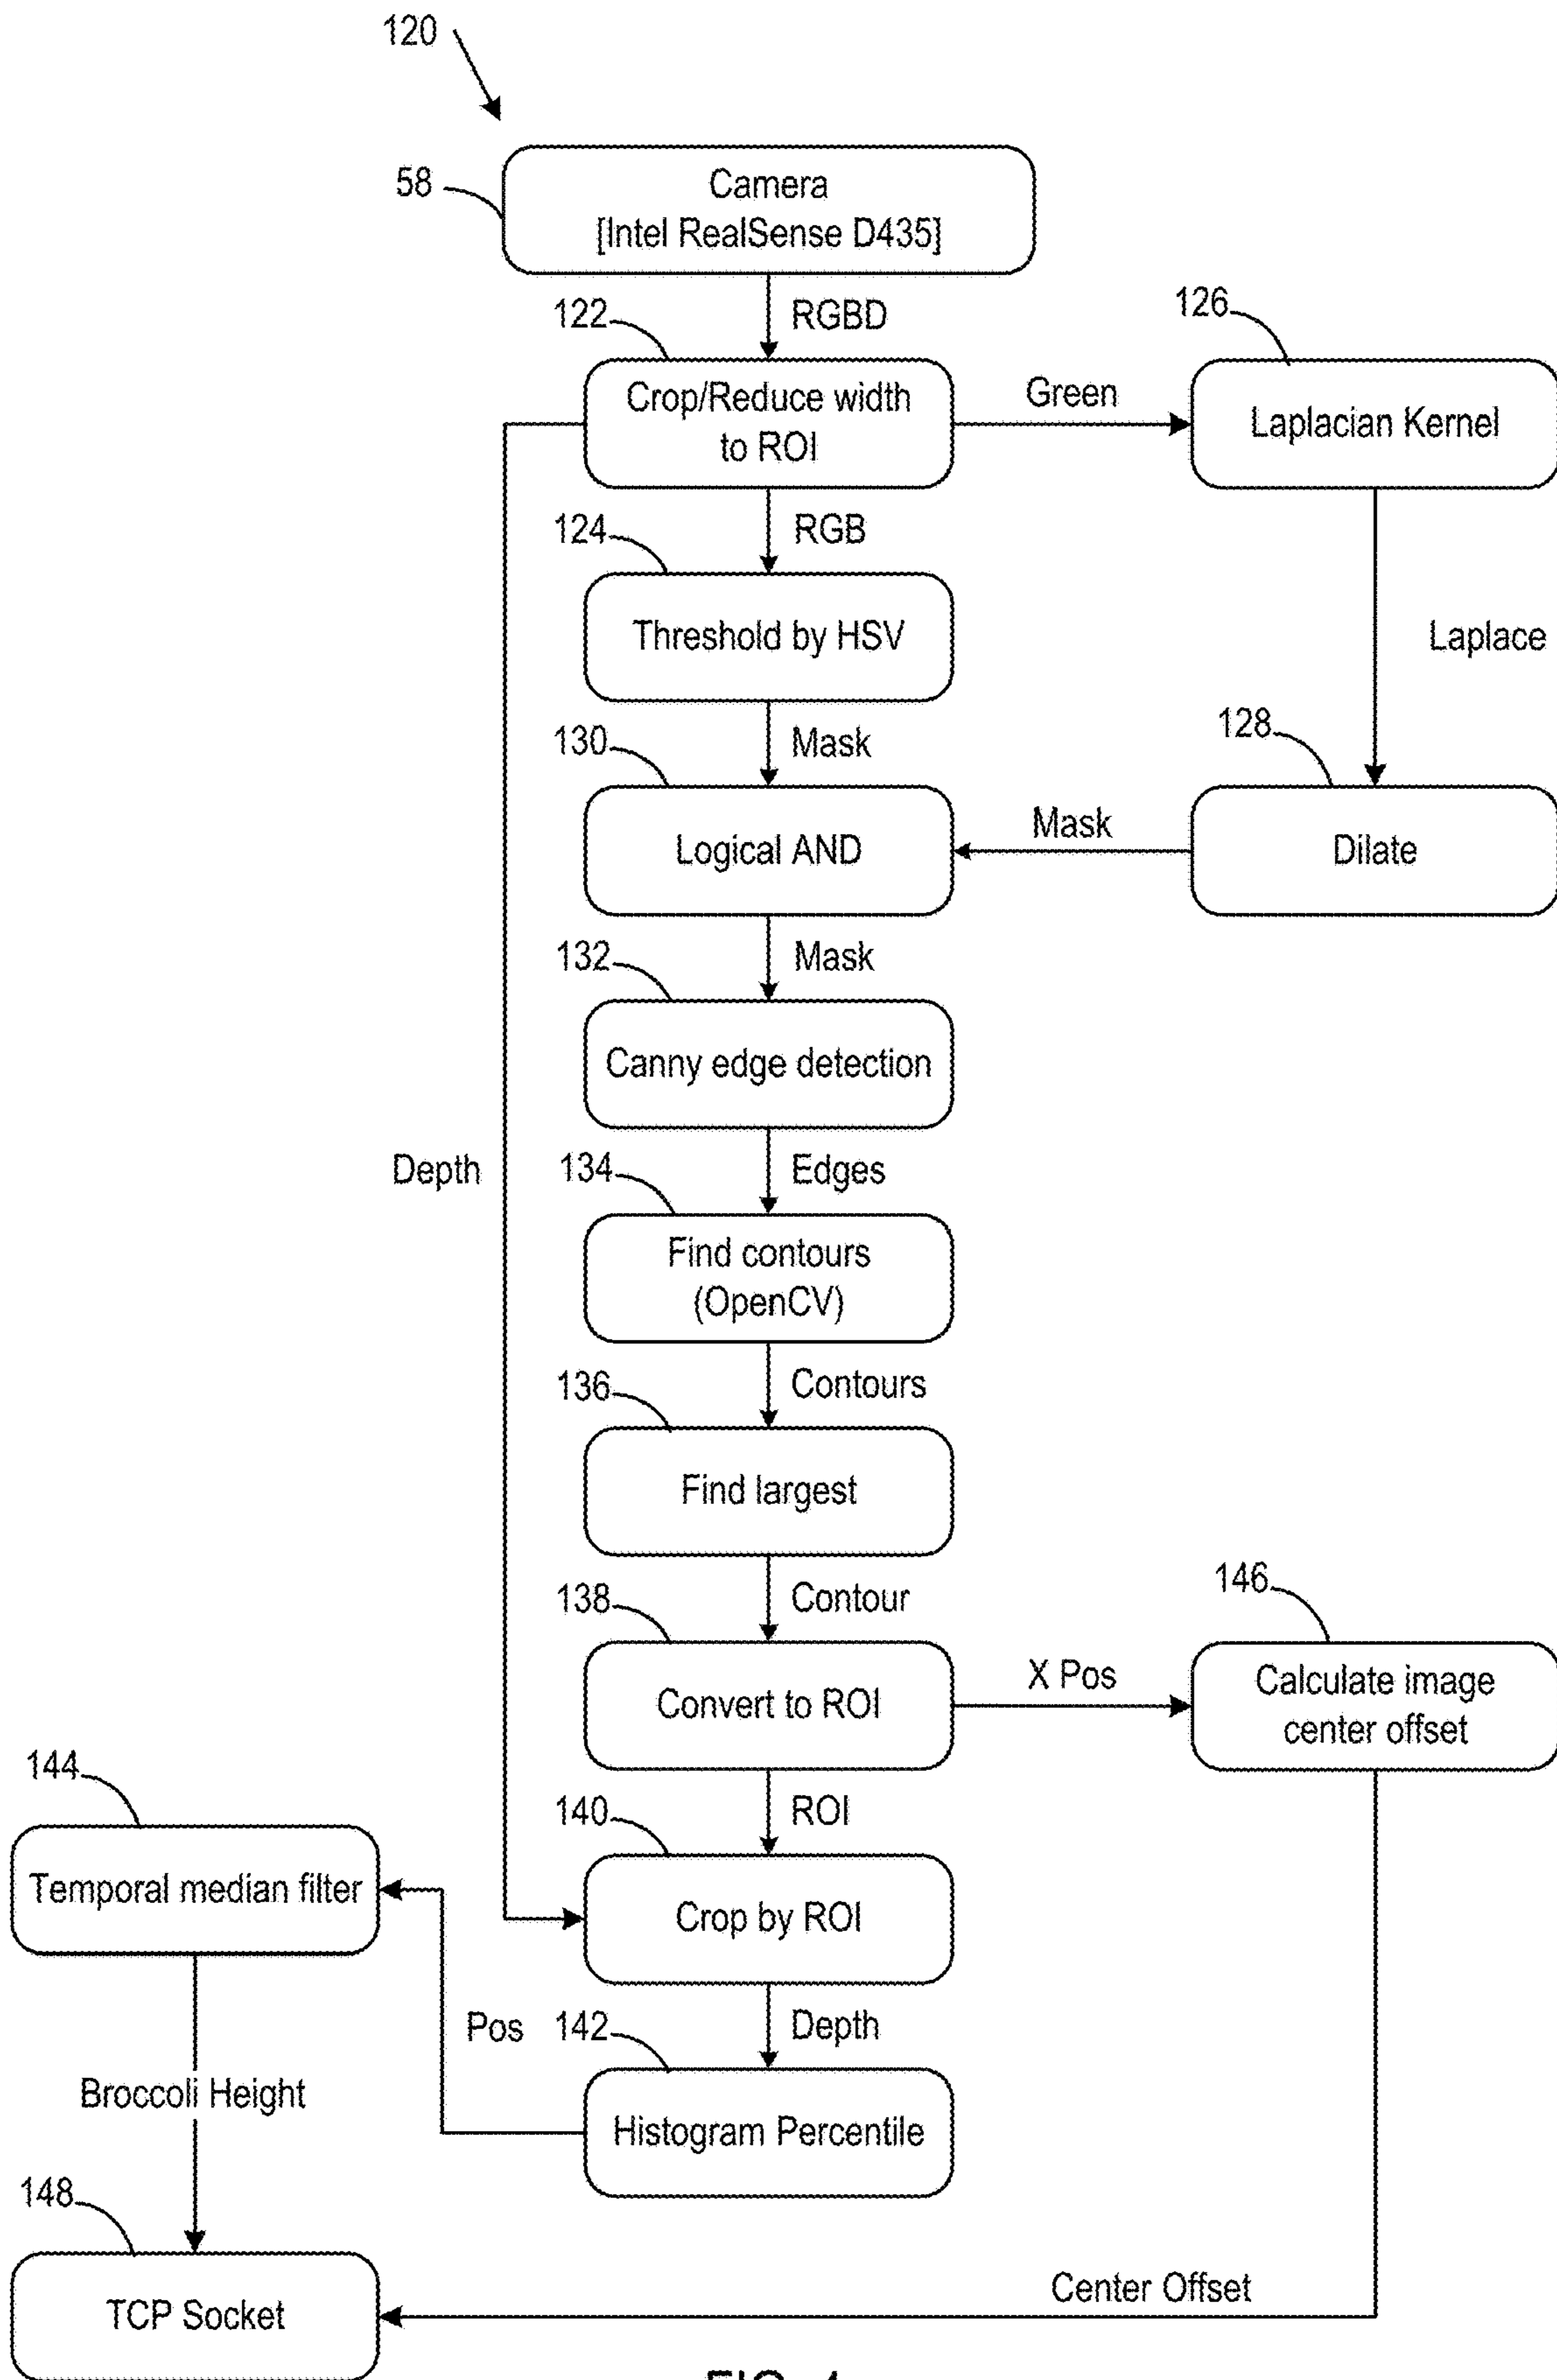 120
58
Camera
[Intel RealSense D435]
RGBD
122
Crop/Reduce width
to ROI
Green
126
Laplacian Kernel
RGB
124
Threshold by HSV
Laplace
Mask
130
Logical AND
Mask
128
Dilate
Mask
132
Canny edge detection
Depth
Edges
134
Find contours
(OpenCV)
Contours
136
Find largest
Contour
138
Convert to ROI
X Pos
146
Calculate image
center offset
ROI
140
Crop by ROI
144
Temporal median filter
Depth
Pos
142
Histogram Percentile
Broccoli Height
148
TCP Socket
Center Offset